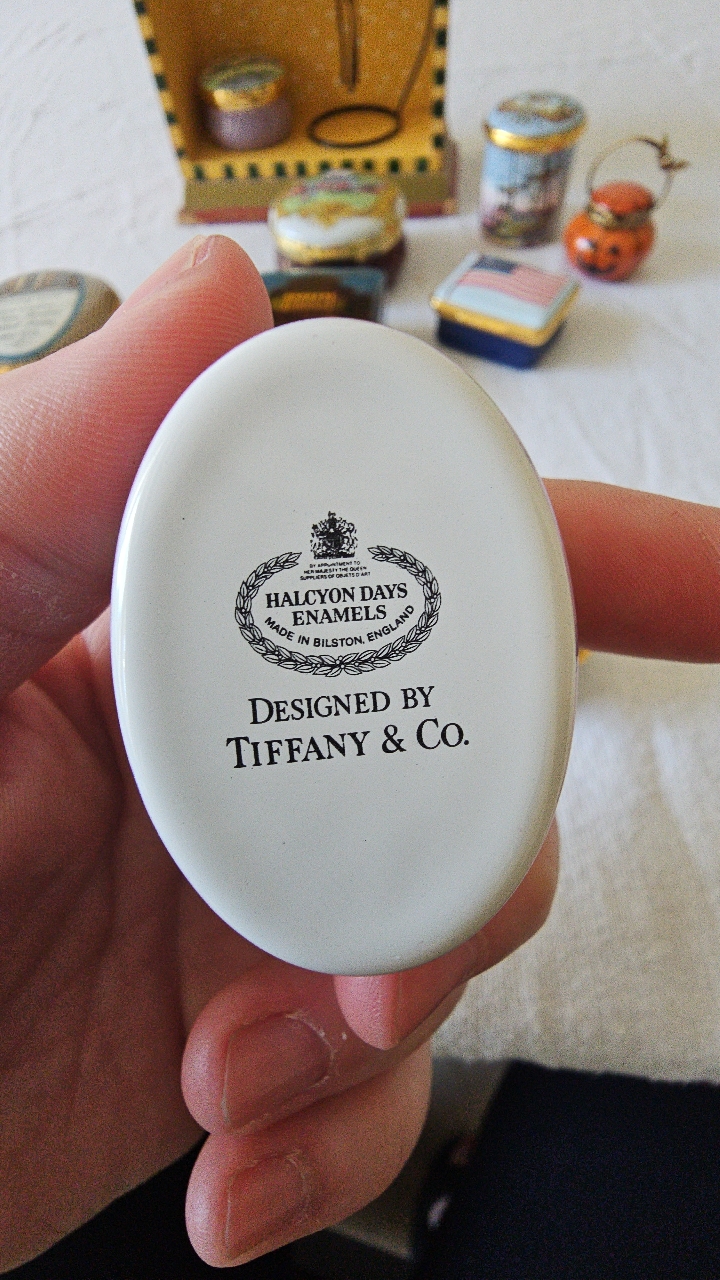 BY APPOINTMENT TO
HER MAJESTY THE QUEEN
SUPPLIERS OF OBJETS D'ART
HALCYON DAYS
ENAMELS
MADE IN BILSTON, ENGLAND
DESIGNED BY
TIFFANY & CO.